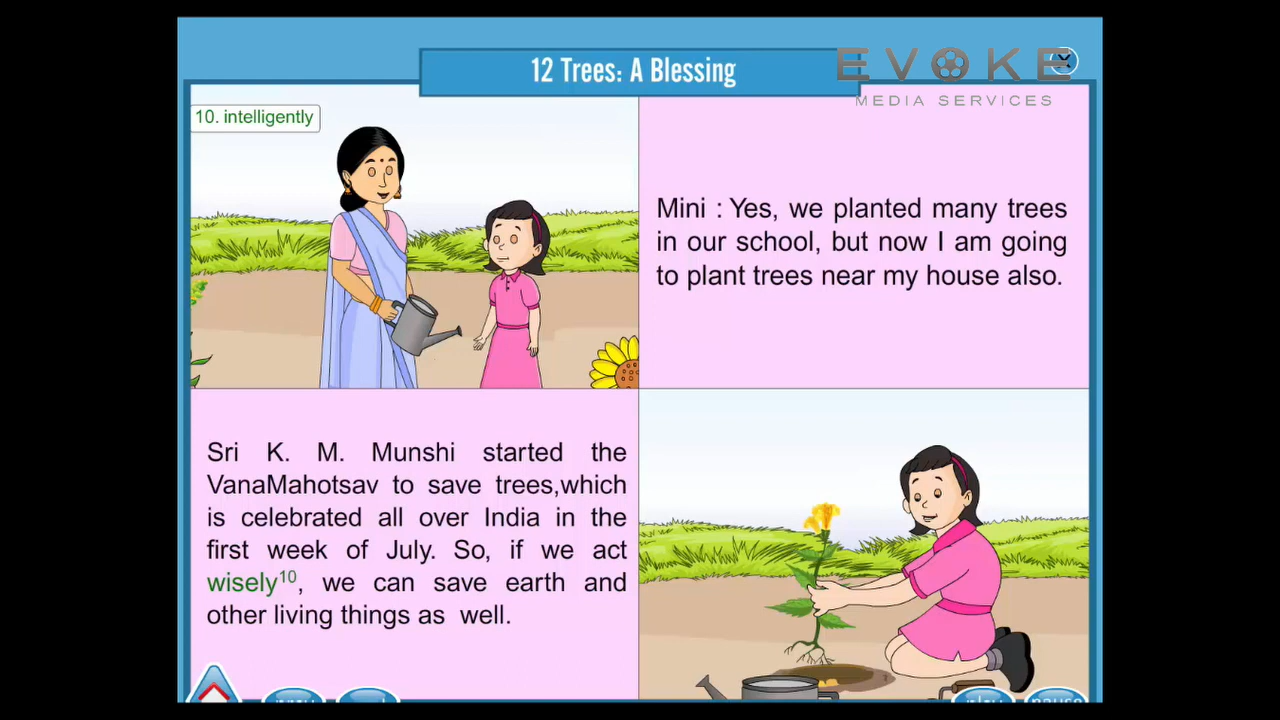 12 Trees: A Blessing
EVOKE
MEDIA SERVICES
10. intelligently
Mini : Yes, we planted many trees
in our school, but now I am going
to plant trees near my house also.
Sri K. M. Munshi started the
VanaMahotsav to save trees,which
is celebrated all over India in the
first week of July. So, if we act
wisely10, we can save earth and
other living things as well.
play
pause